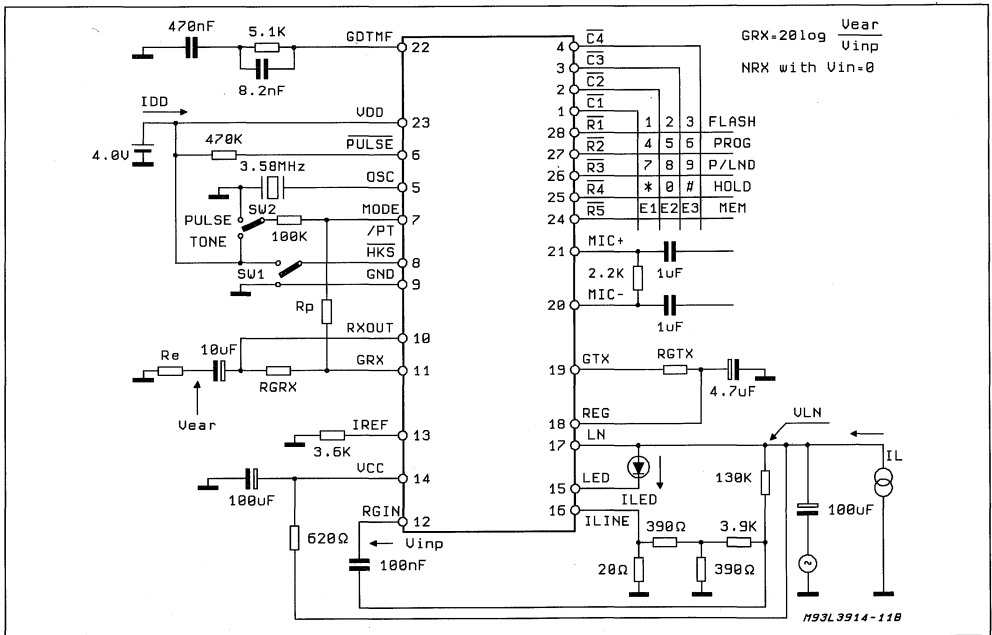 470nF
5.1K
8.2nF
GDTMF
22
IDD
VDD
23
4.0V
470K
PULSE
6
3.58MHz
OSC
5
SW2
MODE
7
PULSE
100K
/PT
TONE
HKS
8
SW1
GND
9
Rp
RXOUT
10
Re
10uF
GRX
11
RGRX
Vear
IREF
13
3.6K
VCC
14
100uF
RGIN
12
620Ω
Vinp
100nF
4 C4
3 C3
2 C2
1 C1
28 R1
27 R2
26 R3
25 R4
24 R5
1 2 3 FLASH
4 5 6 PROG
7 8 9 P/LND
* 0 # HOLD
E1 E2 E3 MEM
GRX=20log Vear
Vinp
NRX with Vin=0
21 MIC+
2.2K
1uF
20 MIC-
1uF
19 GTX
RGTX
4.7uF
18 REG
VLN
17 LN
IL
130K
15 LED
ILED
100uF
16 ILINE
390Ω
3.9K
20Ω
390Ω
~
M93L3914-11B